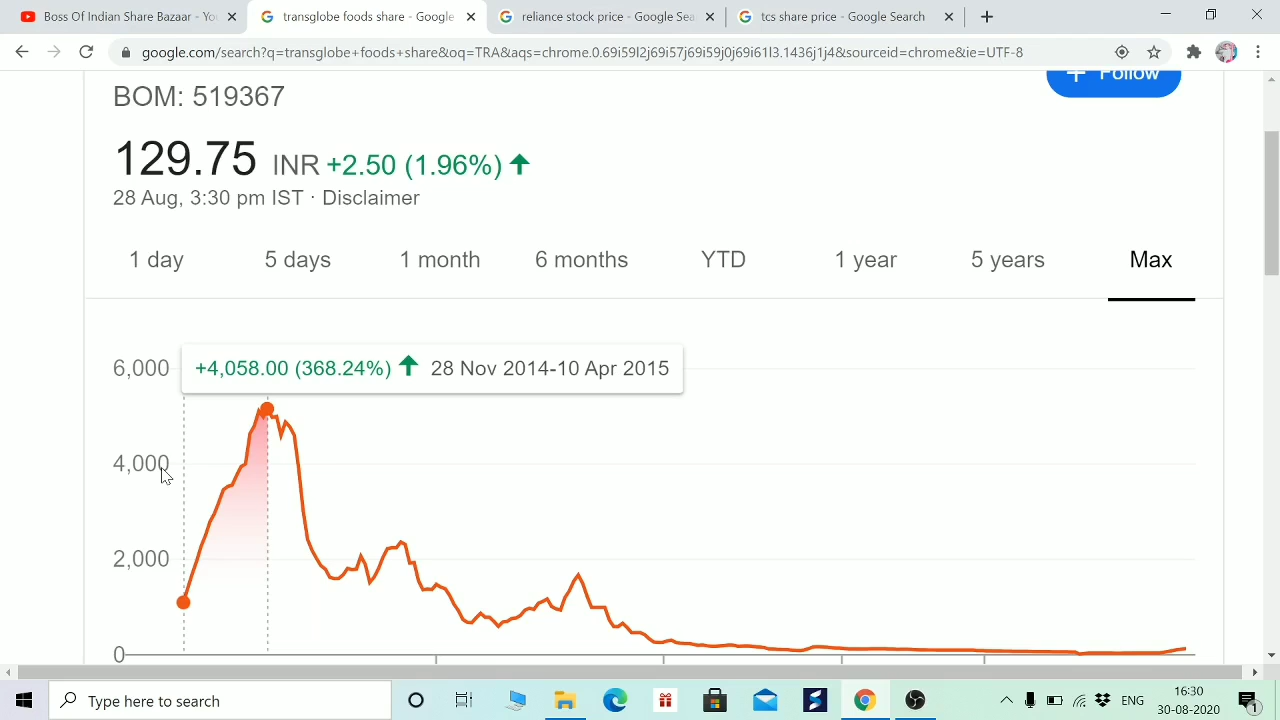 Boss Of Indian Share Bazaar - Yo
transglobe foods share - Google
reliance stock price - Google Sea
tcs share price - Google Search
google.com/search?q=transglobe+foods+share&oq=TRA&aqs=chrome.0.69i59l2j69i57j69i59j0j69i61l3.1436j1j4&sourceid=chrome&ie=UTF-8
BOM: 519367
Follow
129.75 INR +2.50 (1.96%)
28 Aug, 3:30 pm IST · Disclaimer
1 day 5 days 1 month 6 months YTD 1 year 5 years Max
6,000
+4,058.00 (368.24%) 28 Nov 2014-10 Apr 2015
4,000
2,000
0
Type here to search
ENG
16:30
30-08-2020
1